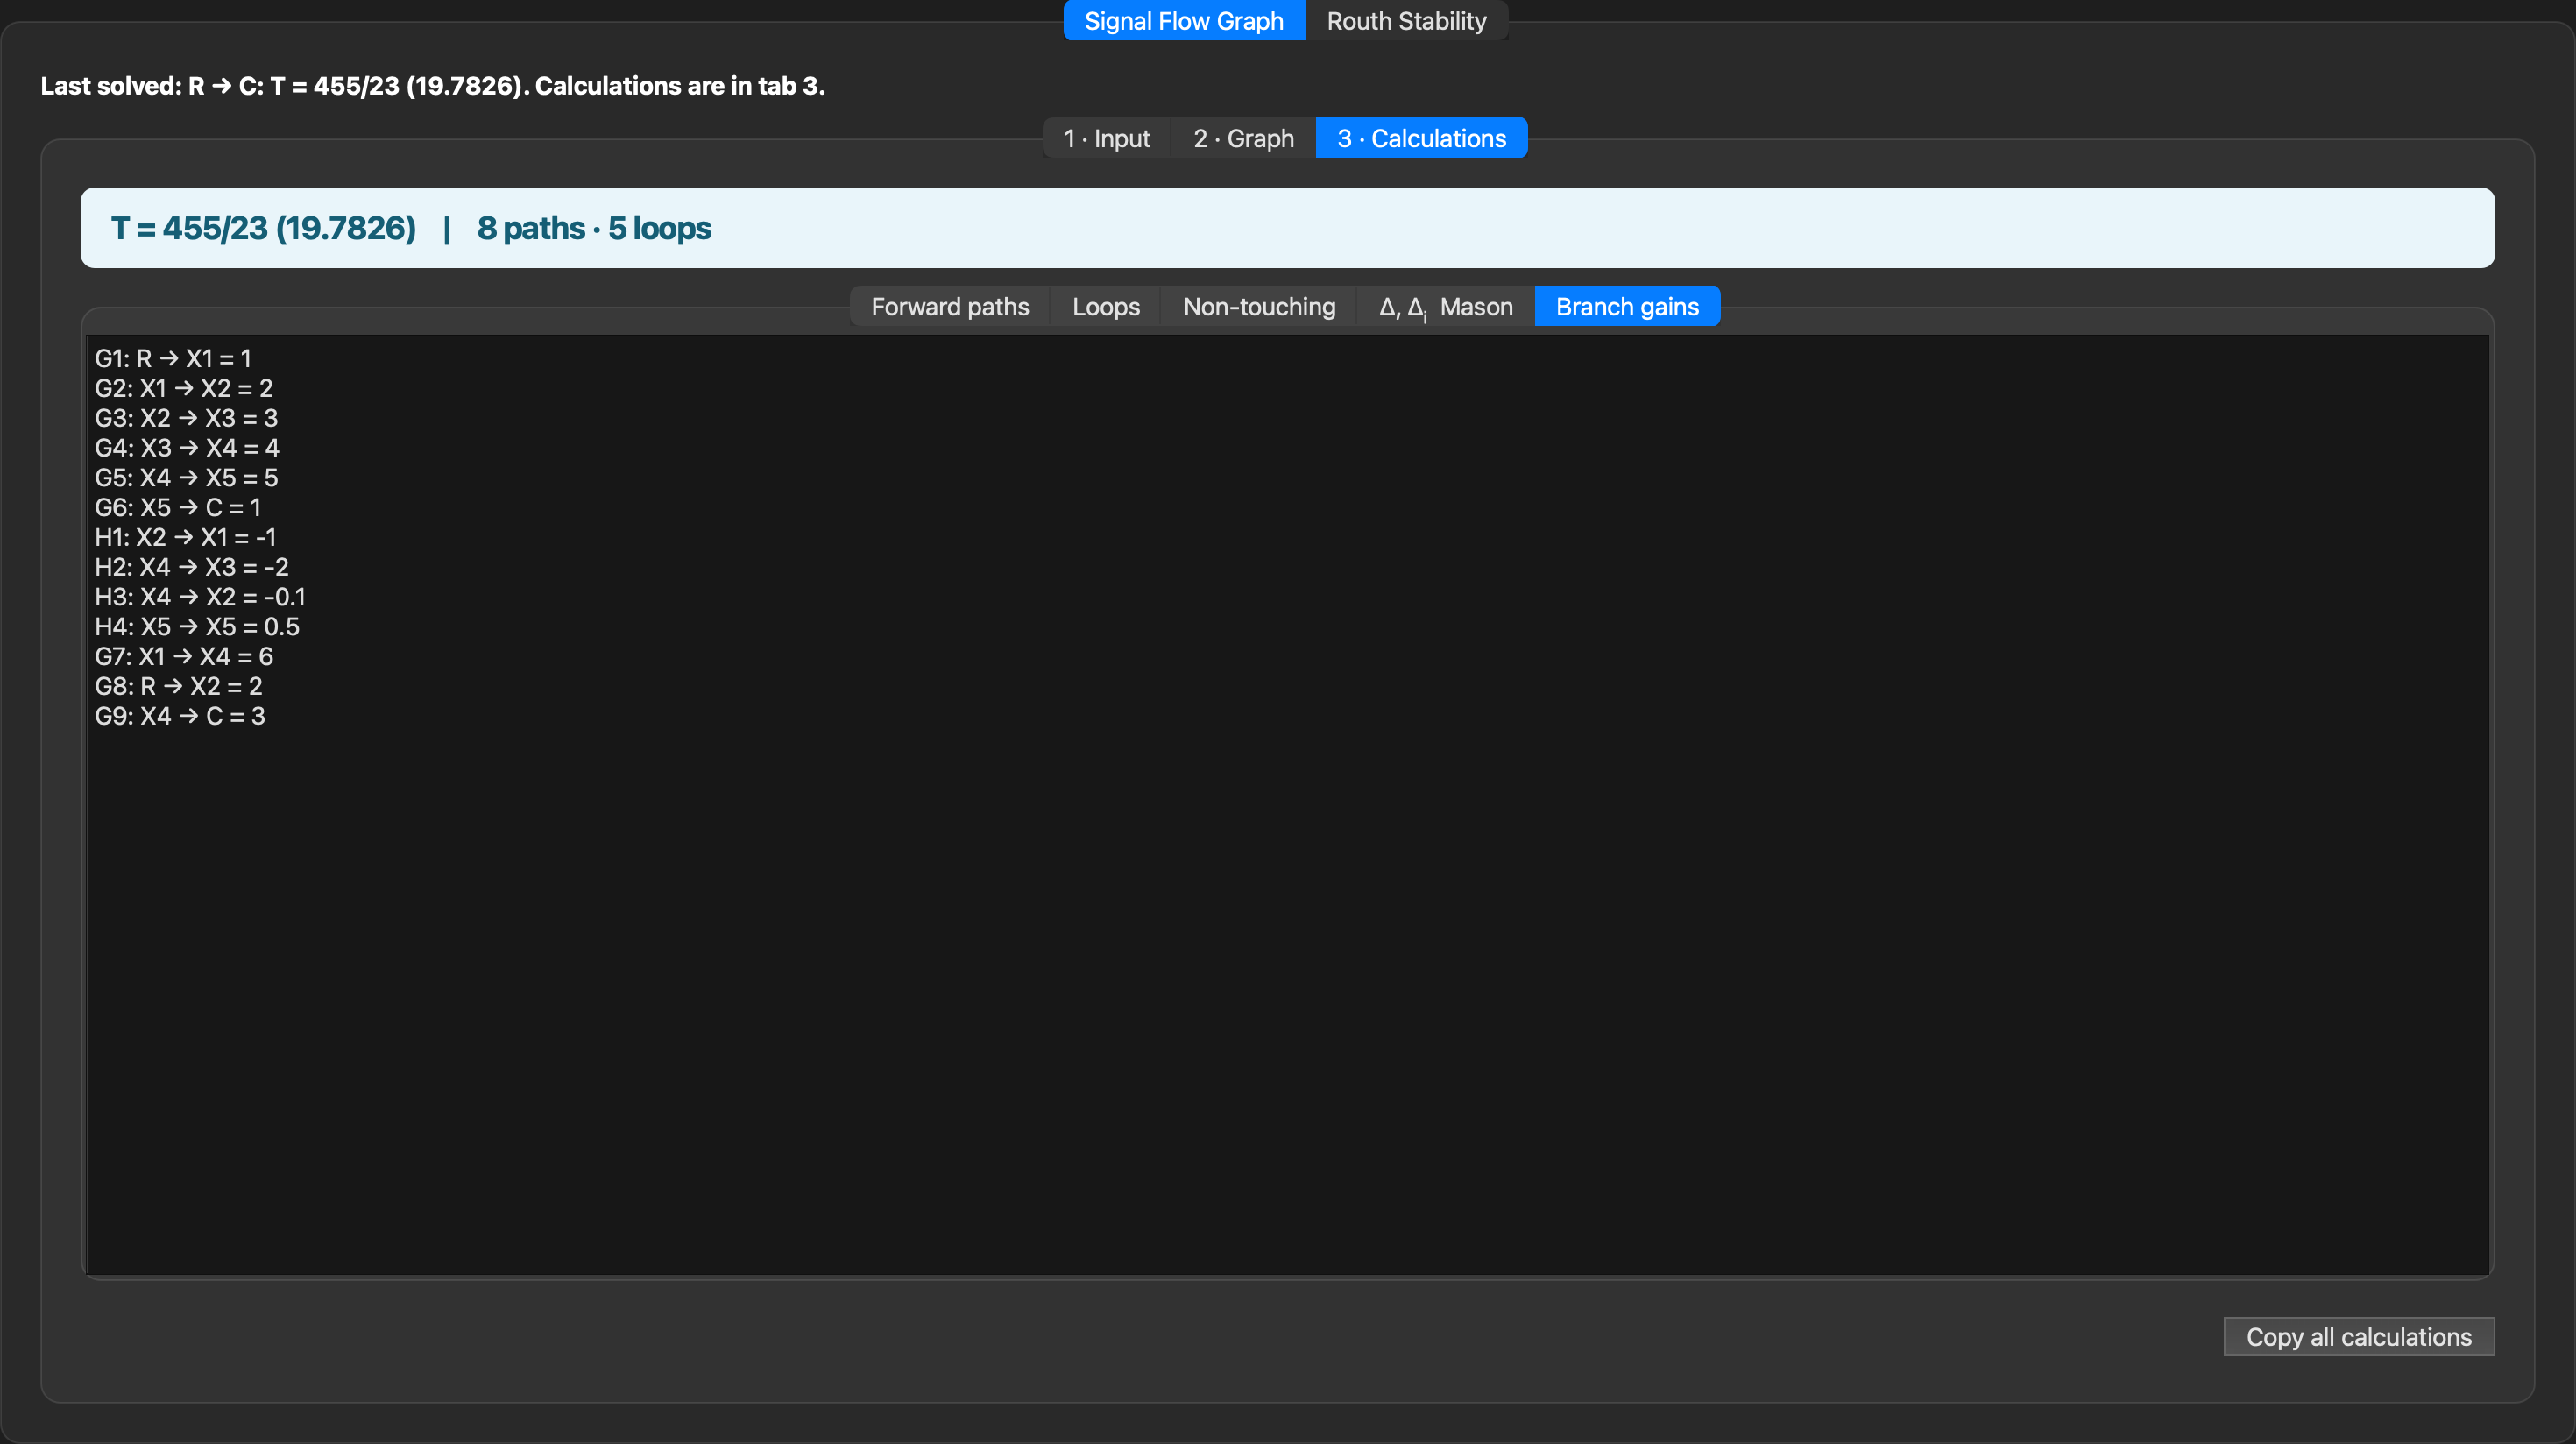 Signal Flow Graph Routh Stability
Last solved: R → C: T = 455/23 (19.7826). Calculations are in tab 3.
1 · Input 2 · Graph 3 · Calculations
T = 455/23 (19.7826) | 8 paths · 5 loops
Forward paths Loops Non-touching Δ, Δᵢ Mason Branch gains
G1: R → X1 = 1
G2: X1 → X2 = 2
G3: X2 → X3 = 3
G4: X3 → X4 = 4
G5: X4 → X5 = 5
G6: X5 → C = 1
H1: X2 → X1 = -1
H2: X4 → X3 = -2
H3: X4 → X2 = -0.1
H4: X5 → X5 = 0.5
G7: X1 → X4 = 6
G8: R → X2 = 2
G9: X4 → C = 3
Copy all calculations